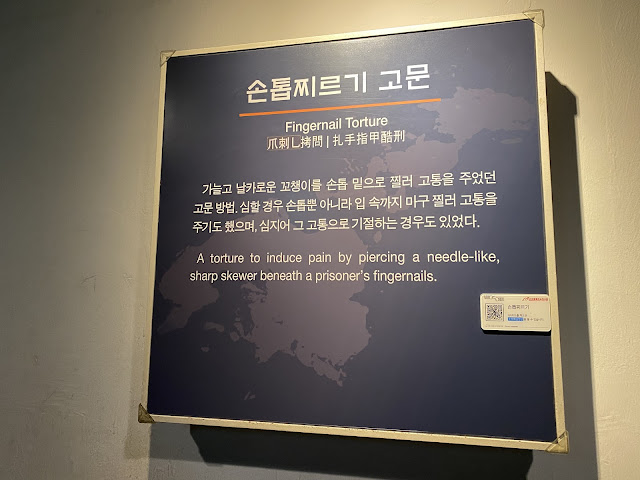 손톱찌르기 고문
Fingernail Torture
爪刺し拷問 | 扎手指甲酷刑
가늘고 날카로운 꼬챙이를 손톱 밑으로 찔러 고통을 주었던
고문 방법. 심할 경우 손톱뿐 아니라 입 속까지 마구 찔러 고통을
주기도 했으며, 심지어 그 고통으로 기절하는 경우도 있었다.
A torture to induce pain by piercing a needle-like,
sharp skewer beneath a prisoner's fingernails.
손톱찌르기